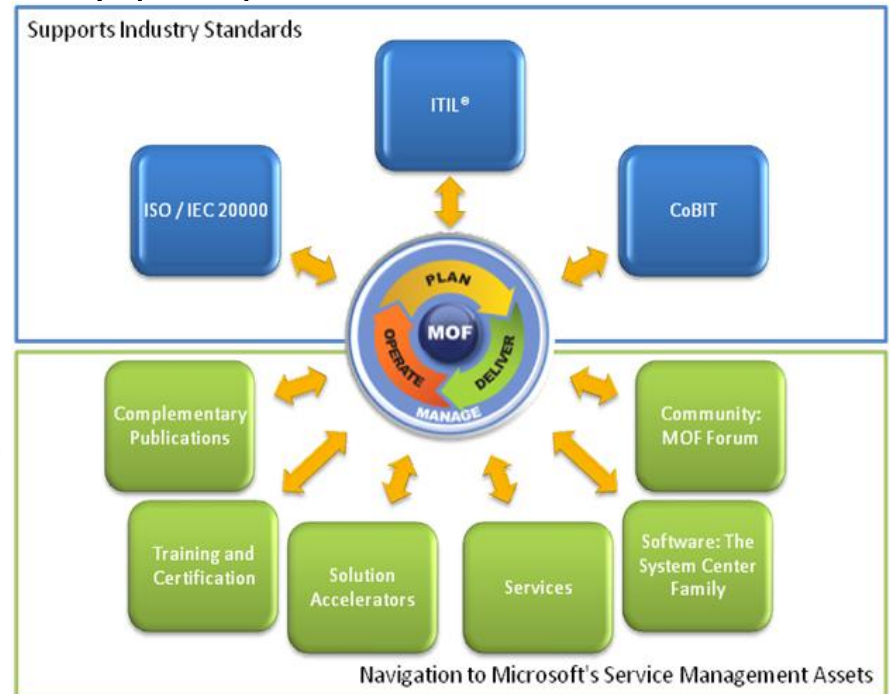 Supports Industry Standards
ITIL®
ISO / IEC 20000
CoBIT
PLAN
MOF
OPERATE
DELIVER
MANAGE
Complementary
Publications
Community:
MOF Forum
Training and
Certification
Solution
Accelerators
Services
Software: The
System Center
Family
Navigation to Microsoft's Service Management Assets